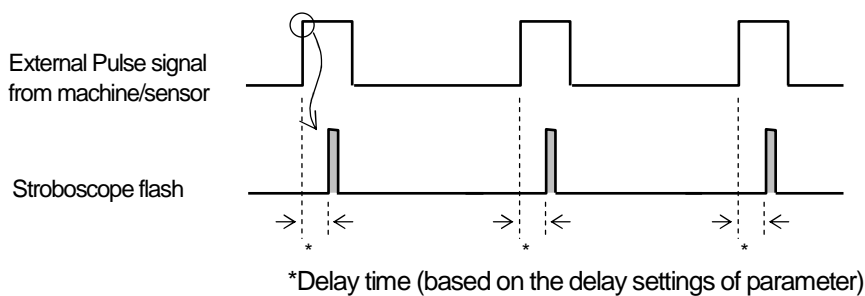 External Pulse signal
from machine/sensor
Stroboscope flash
* * *
*Delay time (based on the delay settings of parameter)